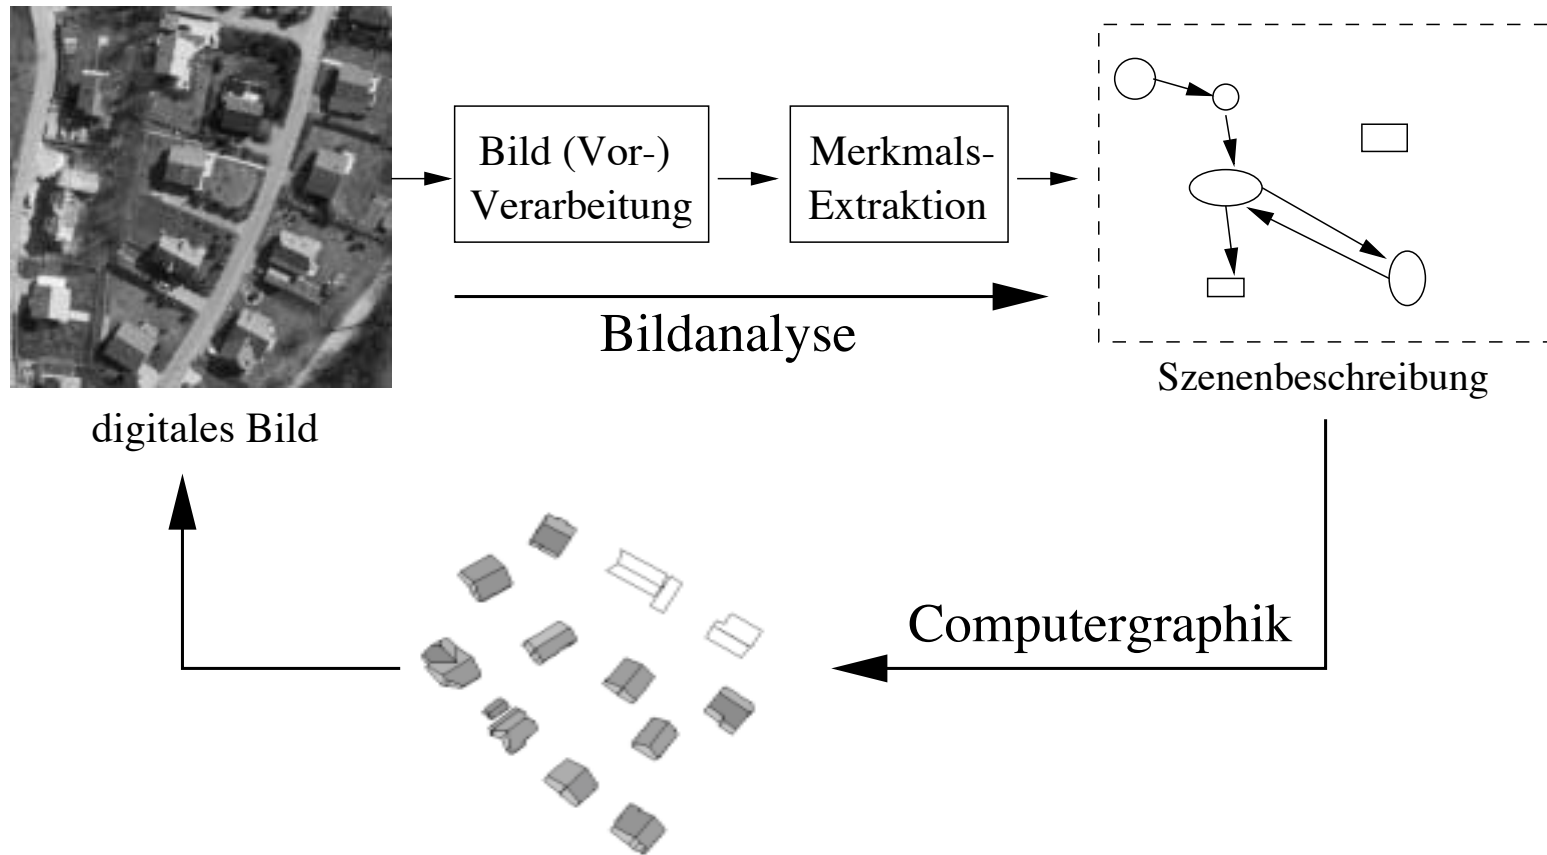 Bild (Vor-)
Verarbeitung
Merkmals-
Extraktion
Bildanalyse
Szenenbeschreibung
digitales Bild
Computergraphik